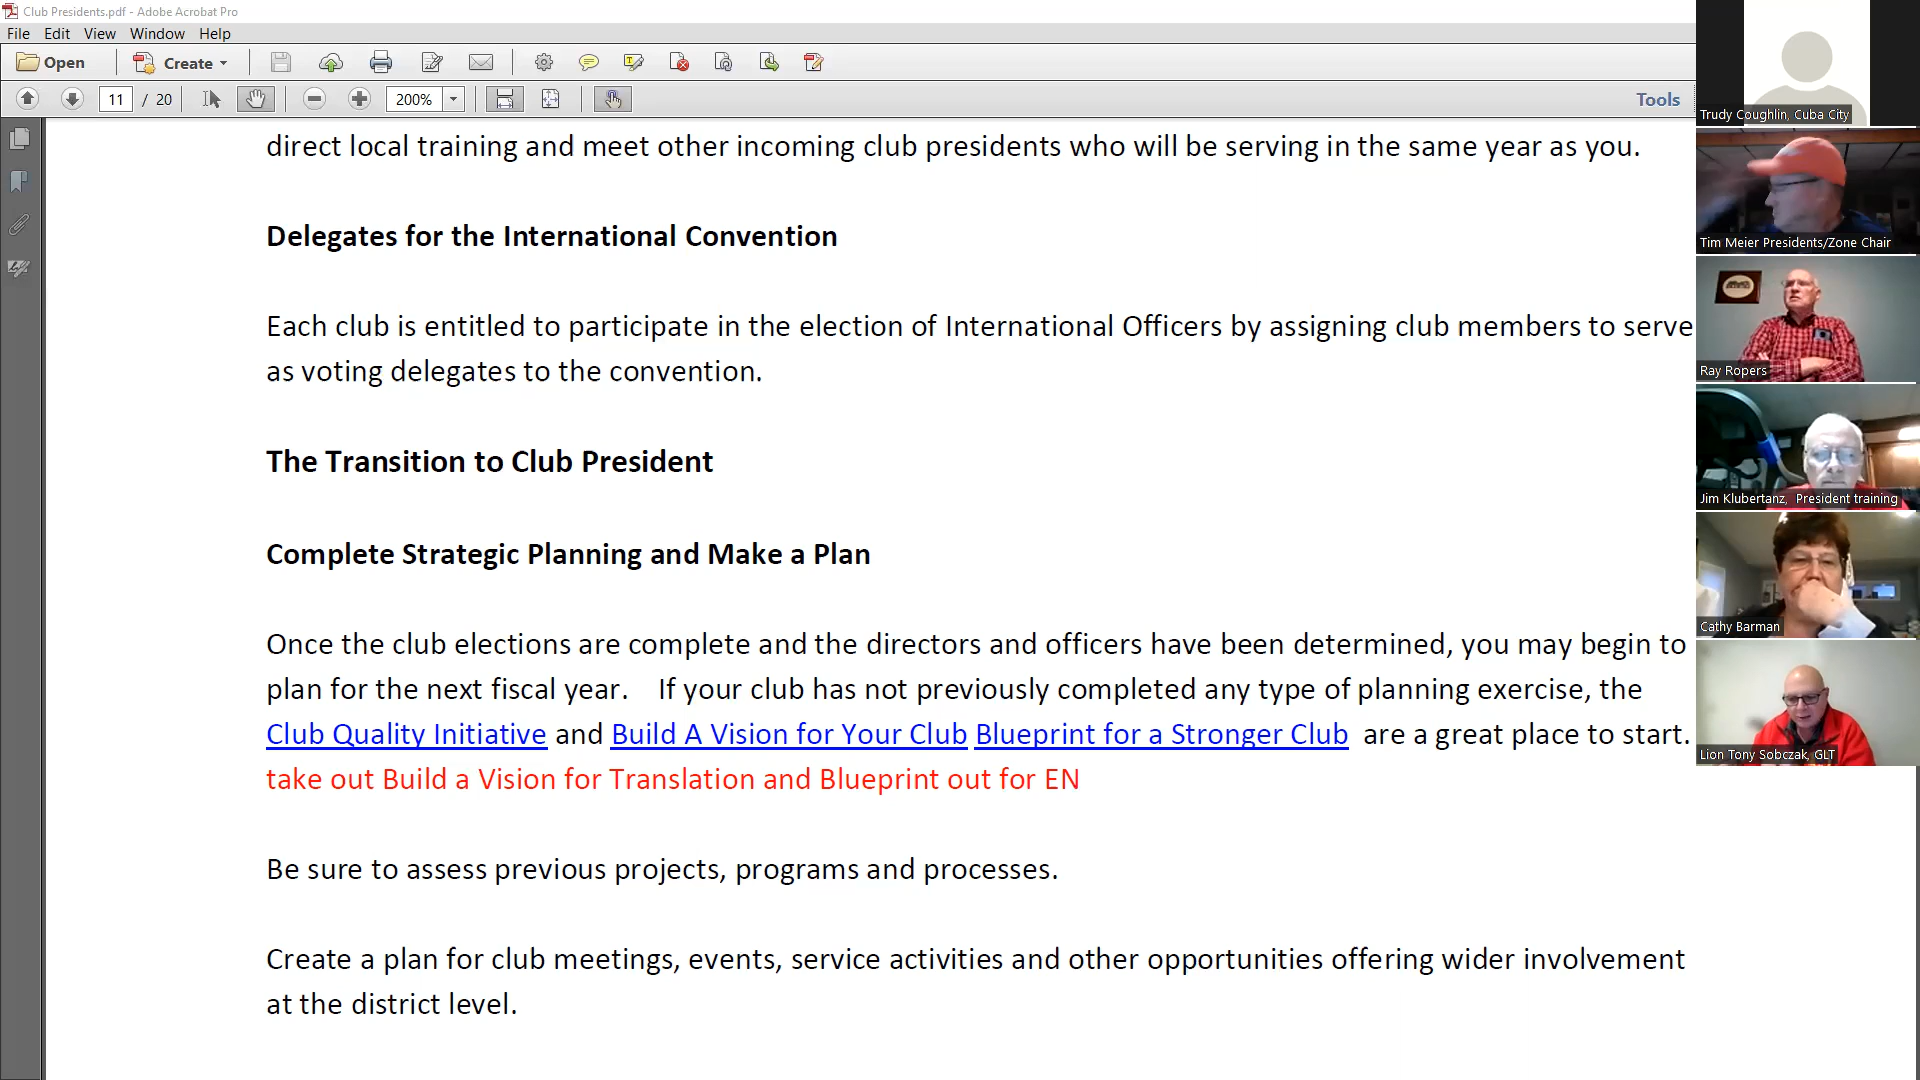 Club Presidents.pdf - Adobe Acrobat Pro
File Edit View Window Help
Open Create
11 / 20 200% Tools
direct local training and meet other incoming club presidents who will be serving in the same year as you.
Delegates for the International Convention
Each club is entitled to participate in the election of International Officers by assigning club members to serve
as voting delegates to the convention.
The Transition to Club President
Complete Strategic Planning and Make a Plan
Once the club elections are complete and the directors and officers have been determined, you may begin to
plan for the next fiscal year. If your club has not previously completed any type of planning exercise, the
Club Quality Initiative and Build A Vision for Your Club Blueprint for a Stronger Club are a great place to start.
take out Build a Vision for Translation and Blueprint out for EN
Be sure to assess previous projects, programs and processes.
Create a plan for club meetings, events, service activities and other opportunities offering wider involvement
at the district level.
Trudy Coughlin, Cuba City
Tim Meier Presidents/Zone Chair
Ray Ropers
Jim Klubertanz, President training
Cathy Barman
Lion Tony Sobczak, GLT